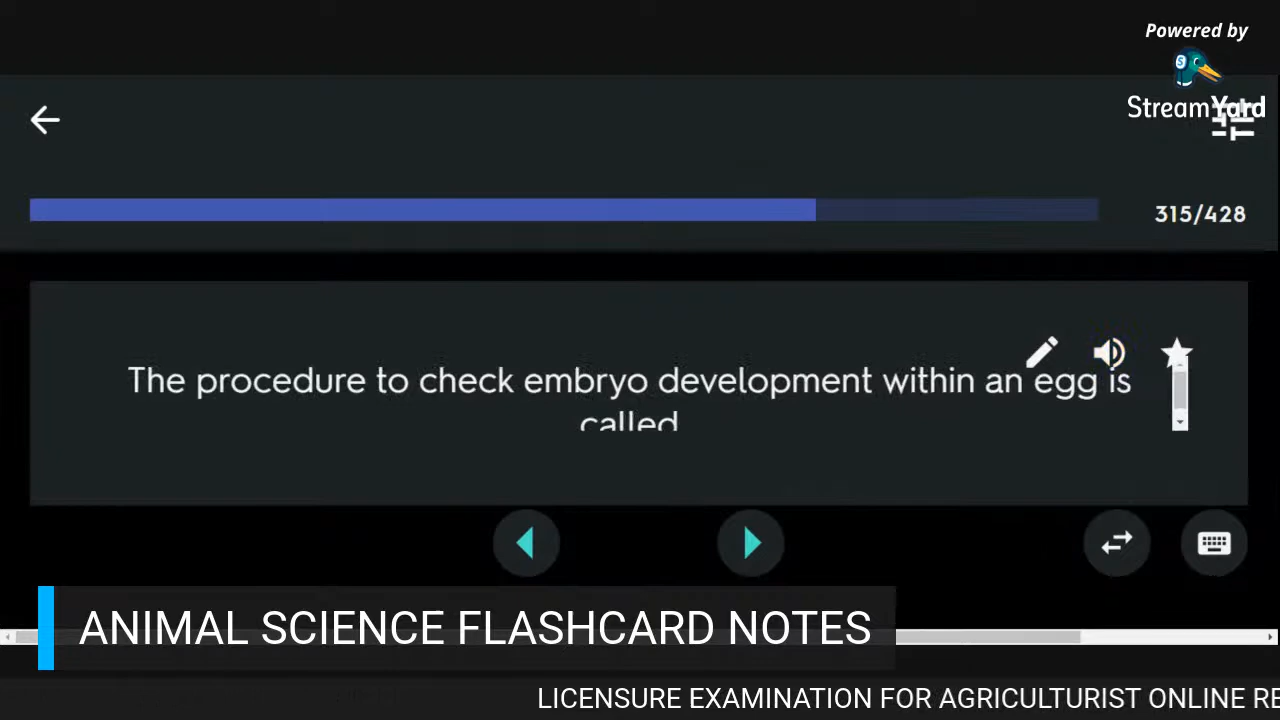 Powered by
StreamYard
315/428
The procedure to check embryo development within an egg is
called
ANIMAL SCIENCE FLASHCARD NOTES
LICENSURE EXAMINATION FOR AGRICULTURIST ONLINE RE